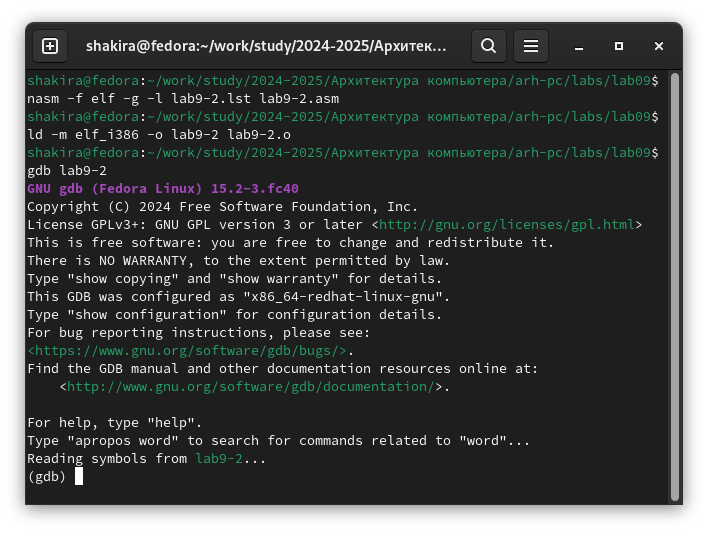 shakira@fedora:~/work/study/2024-2025/Архитек...
shakira@fedora:~/work/study/2024-2025/Архитектура компьютера/arh-pc/labs/lab09$
nasm -f elf -g -l lab9-2.lst lab9-2.asm
shakira@fedora:~/work/study/2024-2025/Архитектура компьютера/arh-pc/labs/lab09$
ld -m elf_i386 -o lab9-2 lab9-2.o
shakira@fedora:~/work/study/2024-2025/Архитектура компьютера/arh-pc/labs/lab09$
gdb lab9-2
GNU gdb (Fedora Linux) 15.2-3.fc40
Copyright (C) 2024 Free Software Foundation, Inc.
License GPLv3+: GNU GPL version 3 or later <http://gnu.org/licenses/gpl.html>
This is free software: you are free to change and redistribute it.
There is NO WARRANTY, to the extent permitted by law.
Type "show copying" and "show warranty" for details.
This GDB was configured as "x86_64-redhat-linux-gnu".
Type "show configuration" for configuration details.
For bug reporting instructions, please see:
<https://www.gnu.org/software/gdb/bugs/>.
Find the GDB manual and other documentation resources online at:
    <http://www.gnu.org/software/gdb/documentation/>.
For help, type "help".
Type "apropos word" to search for commands related to "word"...
Reading symbols from lab9-2...
(gdb)